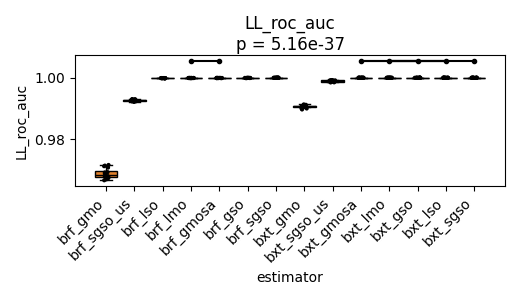 LL_roc_auc
p = 5.16e-37
LL_roc_auc
1.00
0.98
brf_gmo
brf_sgso_us
brf_lso
brf_lmo
brf_gmosa
brf_gso
brf_sgso
bxt_gmo
bxt_sgso_us
bxt_gmosa
bxt_lmo
bxt_gso
bxt_lso
bxt_sgso
estimator